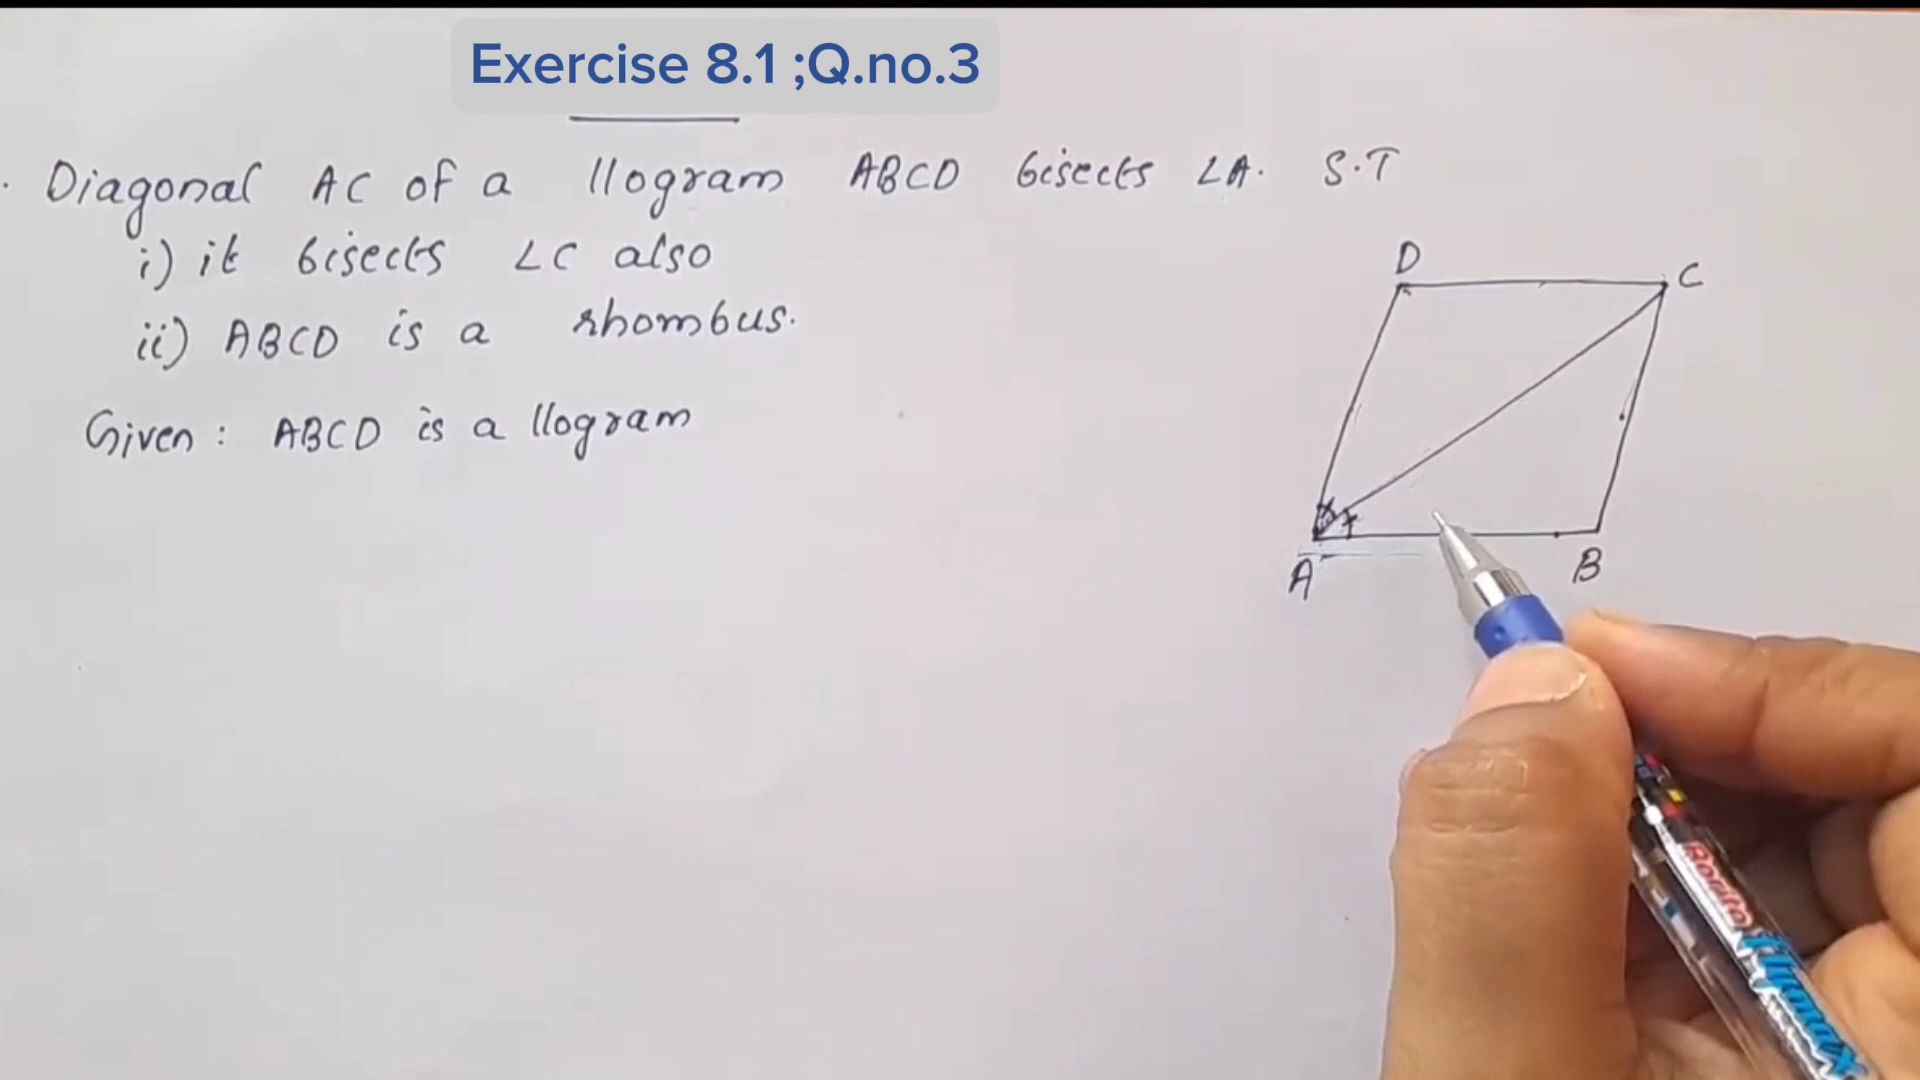 Exercise 8.1 ;Q.no.3
Diagonal AC of a llogram ABCD bisects ∠A. S.T
i) it bisects ∠C also
ii) ABCD is a rhombus.
Given : ABCD is a llogram
D
C
A
B
Rorito